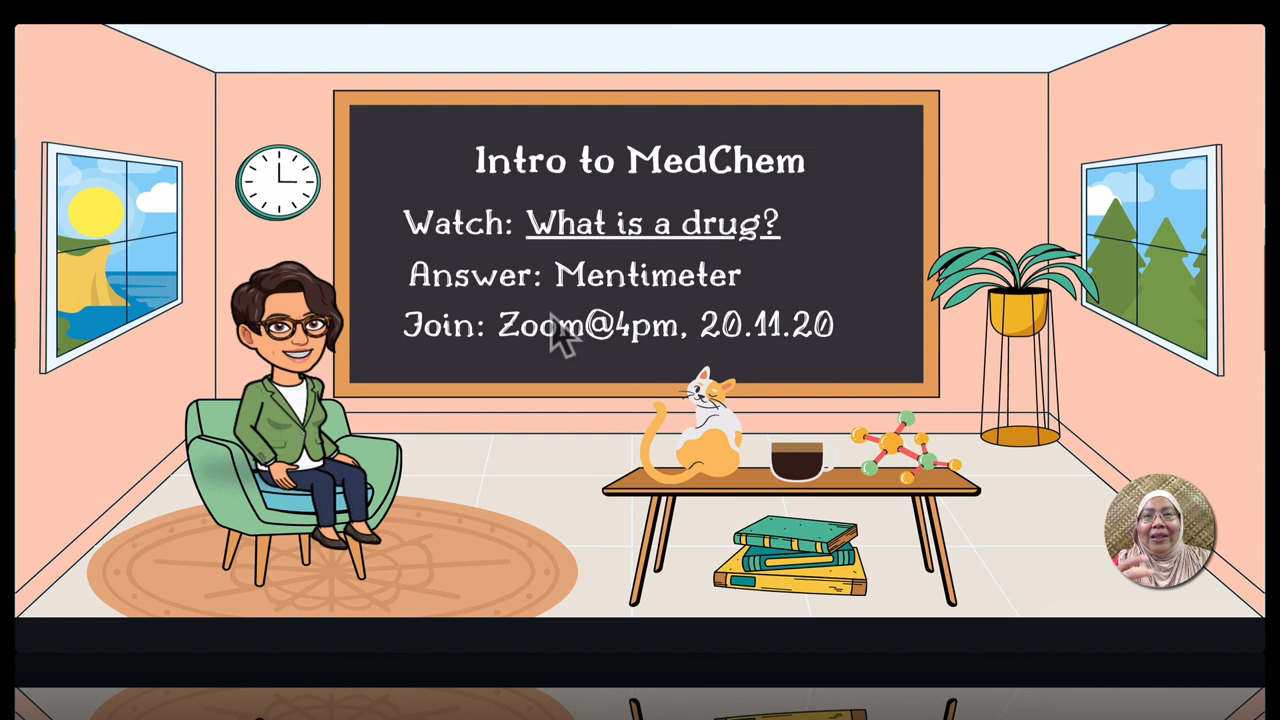 Intro to MedChem
Watch: What is a drug?
Answer: Mentimeter
Join: Zoom@4pm, 20.11.20